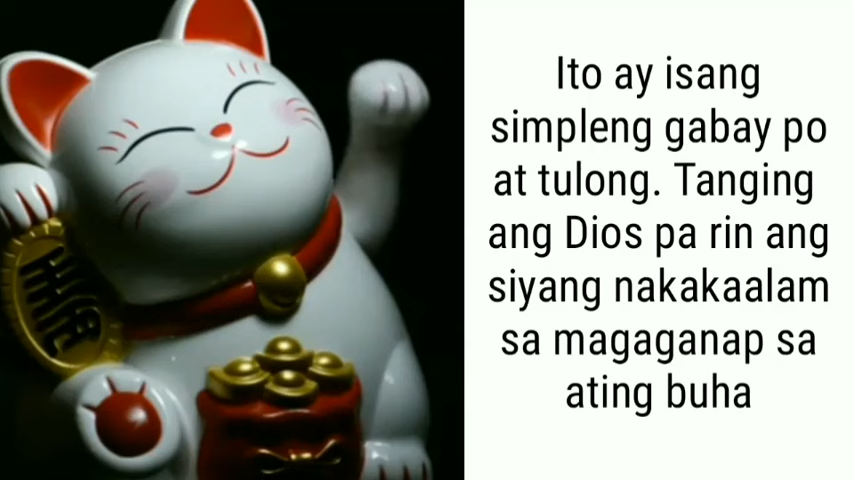 Ito ay isang
simpleng gabay po
at tulong. Tanging
ang Dios pa rin ang
siyang nakakaalam
sa magaganap sa
ating buha